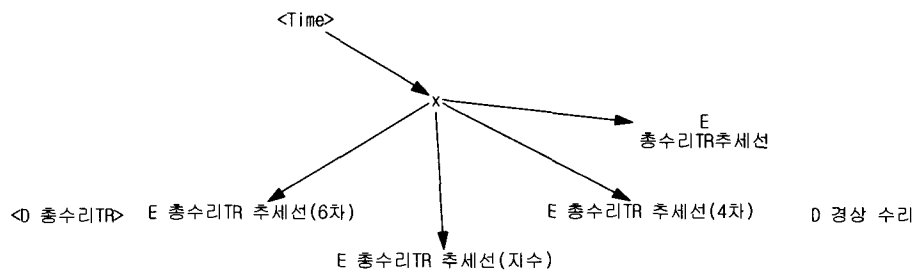 <Time>
x
E
총수리TR추세선
<D 총수리TR> E 총수리TR 추세선(6차) E 총수리TR 추세선(4차) D 경상 수리
E 총수리TR 추세선(지수)